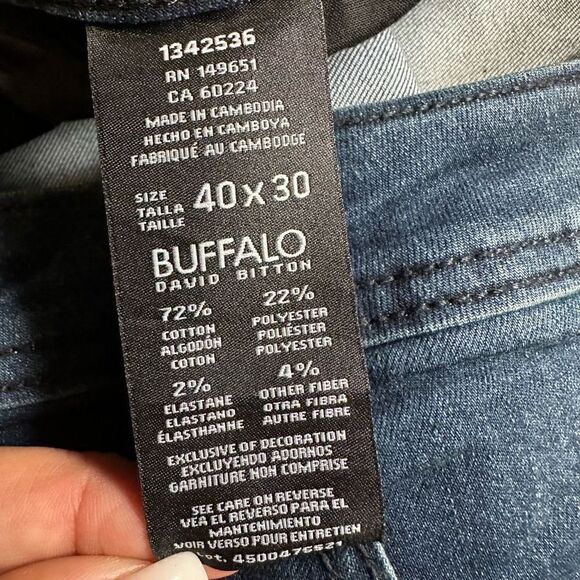 1342536
RN 149651
CA 60224
MADE IN CAMBODIA
HECHO EN CAMBOYA
FABRIQUÉ AU CAMBODGE
SIZE
TALLA
TAILLE
40 X 30
BUFFALO
DAVID BITTON
72%
COTTON
ALGODÓN
COTON
22%
POLYESTER
POLIÉSTER
POLYESTER
2%
ELASTANE
ELASTANO
ÉLASTHANNE
4%
OTHER FIBER
OTRA FIBRA
AUTRE FIBRE
EXCLUSIVE OF DECORATION
EXCLUYENDO ADORNOS
GARNITURE NON COMPRISE
SEE CARE ON REVERSE
VEA EL REVERSO PARA EL
MANTENIMIENTO
VOIR VERSO POUR ENTRETIEN
4500476521